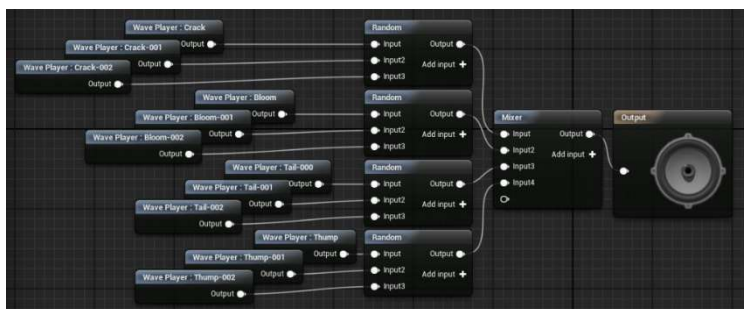 Wave Player : Crack
Output
Wave Player : Crack-001
Output
Wave Player : Crack-002
Output
Random
Input
Output
Input2
Add input +
Input3
Wave Player : Bloom
Output
Wave Player : Bloom-001
Output
Wave Player : Bloom-002
Output
Random
Input
Output
Input2
Add input +
Input3
Wave Player : Tail-000
Output
Wave Player : Tail-001
Output
Wave Player : Tail-002
Output
Random
Input
Output
Input2
Add input +
Input3
Wave Player : Thump
Output
Wave Player : Thump-001
Output
Wave Player : Thump-002
Output
Random
Input
Output
Input2
Add input +
Input3
Mixer
Input
Output
Input2
Add input +
Input3
Input4
Output